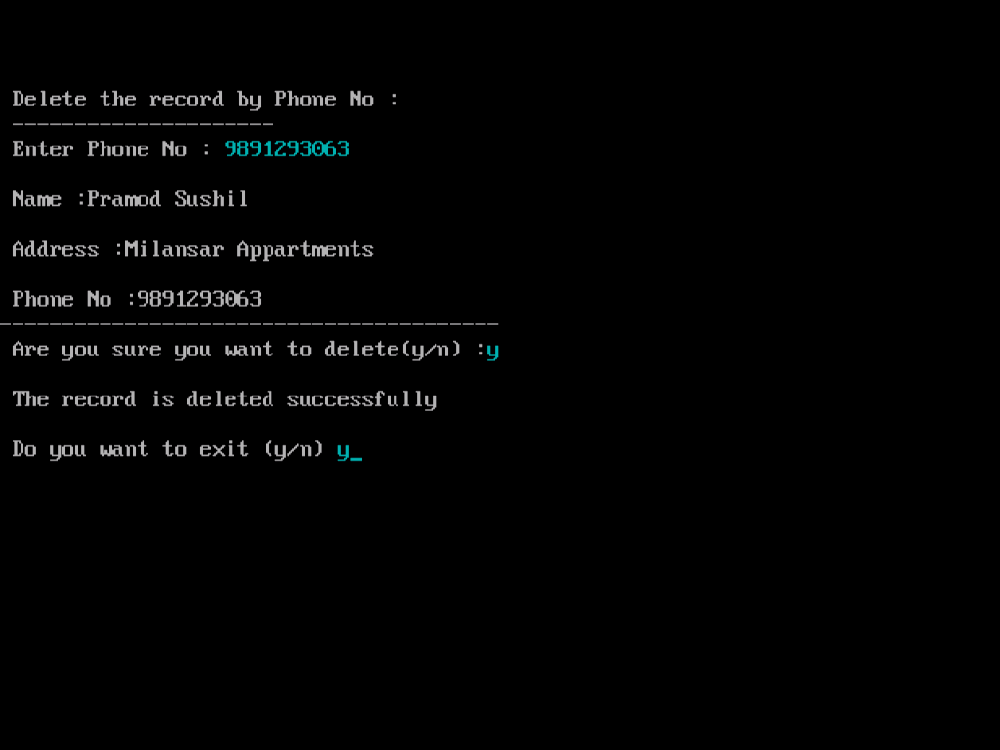 Delete the record by Phone No :
---------------------
Enter Phone No : 9891293063
Name :Pramod Sushil
Address :Milansar Appartments
Phone No :9891293063
----------------------------------------
Are you sure you want to delete(y/n) :y
The record is deleted successfully
Do you want to exit (y/n) y_